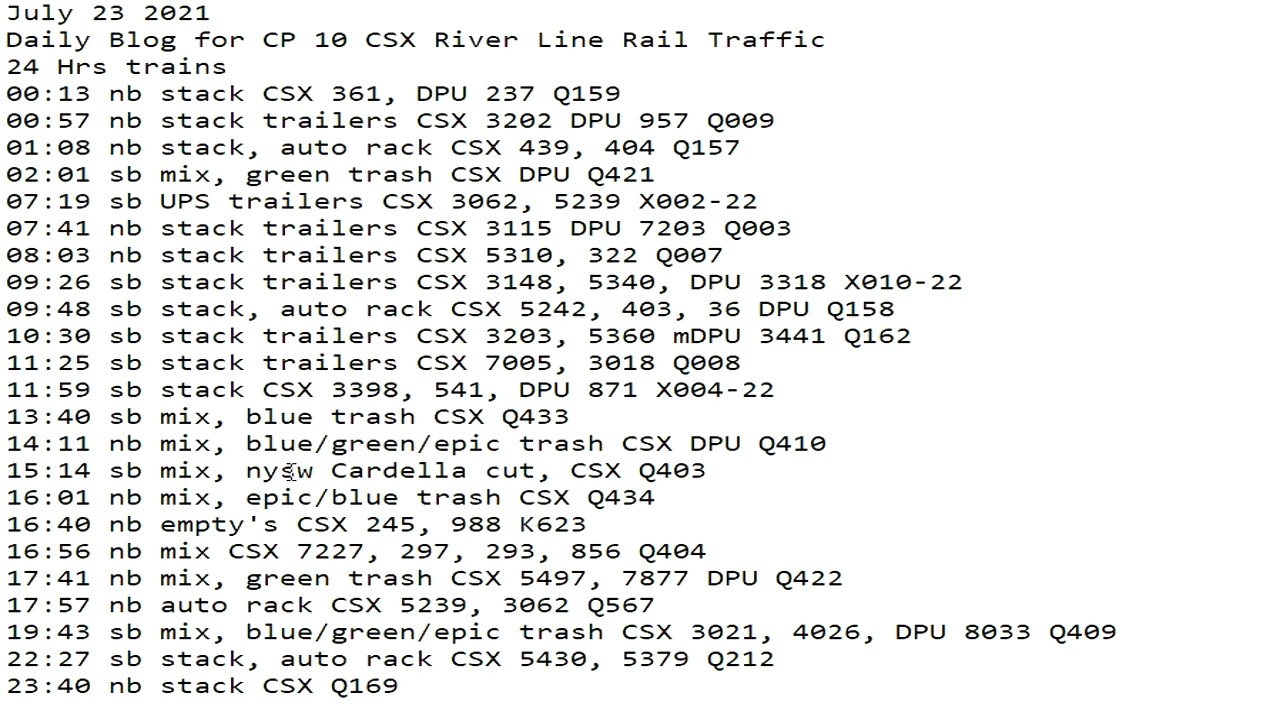 July 23 2021
Daily Blog for CP 10 CSX River Line Rail Traffic
24 Hrs trains
00:13 nb stack CSX 361, DPU 237 Q159
00:57 nb stack trailers CSX 3202 DPU 957 Q009
01:08 nb stack, auto rack CSX 439, 404 Q157
02:01 sb mix, green trash CSX DPU Q421
07:19 sb UPS trailers CSX 3062, 5239 X002-22
07:41 nb stack trailers CSX 3115 DPU 7203 Q003
08:03 nb stack trailers CSX 5310, 322 Q007
09:26 sb stack trailers CSX 3148, 5340, DPU 3318 X010-22
09:48 sb stack, auto rack CSX 5242, 403, 36 DPU Q158
10:30 sb stack trailers CSX 3203, 5360 mDPU 3441 Q162
11:25 sb stack trailers CSX 7005, 3018 Q008
11:59 sb stack CSX 3398, 541, DPU 871 X004-22
13:40 sb mix, blue trash CSX Q433
14:11 nb mix, blue/green/epic trash CSX DPU Q410
15:14 sb mix, nysw Cardella cut, CSX Q403
16:01 nb mix, epic/blue trash CSX Q434
16:40 nb empty's CSX 245, 988 K623
16:56 nb mix CSX 7227, 297, 293, 856 Q404
17:41 nb mix, green trash CSX 5497, 7877 DPU Q422
17:57 nb auto rack CSX 5239, 3062 Q567
19:43 sb mix, blue/green/epic trash CSX 3021, 4026, DPU 8033 Q409
22:27 sb stack, auto rack CSX 5430, 5379 Q212
23:40 nb stack CSX Q169